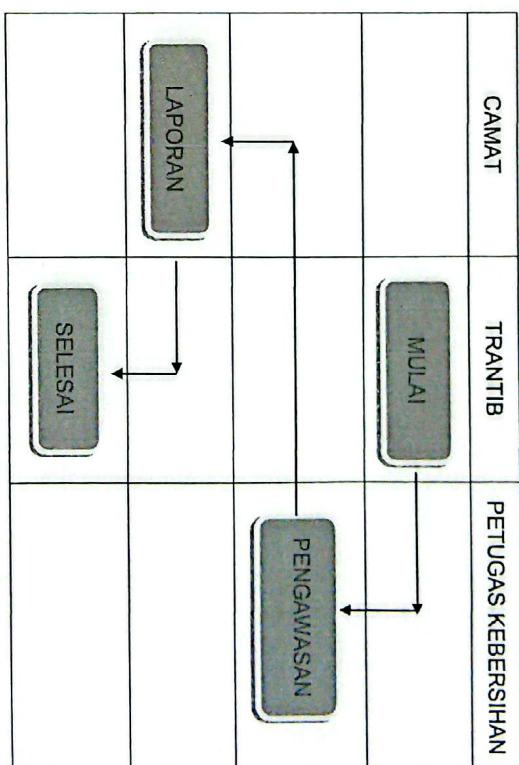 CAMAT
TRANTIB
PETUGAS KEBERSIHAN
MULAI
PENGAWASAN
LAPORAN
SELESAI